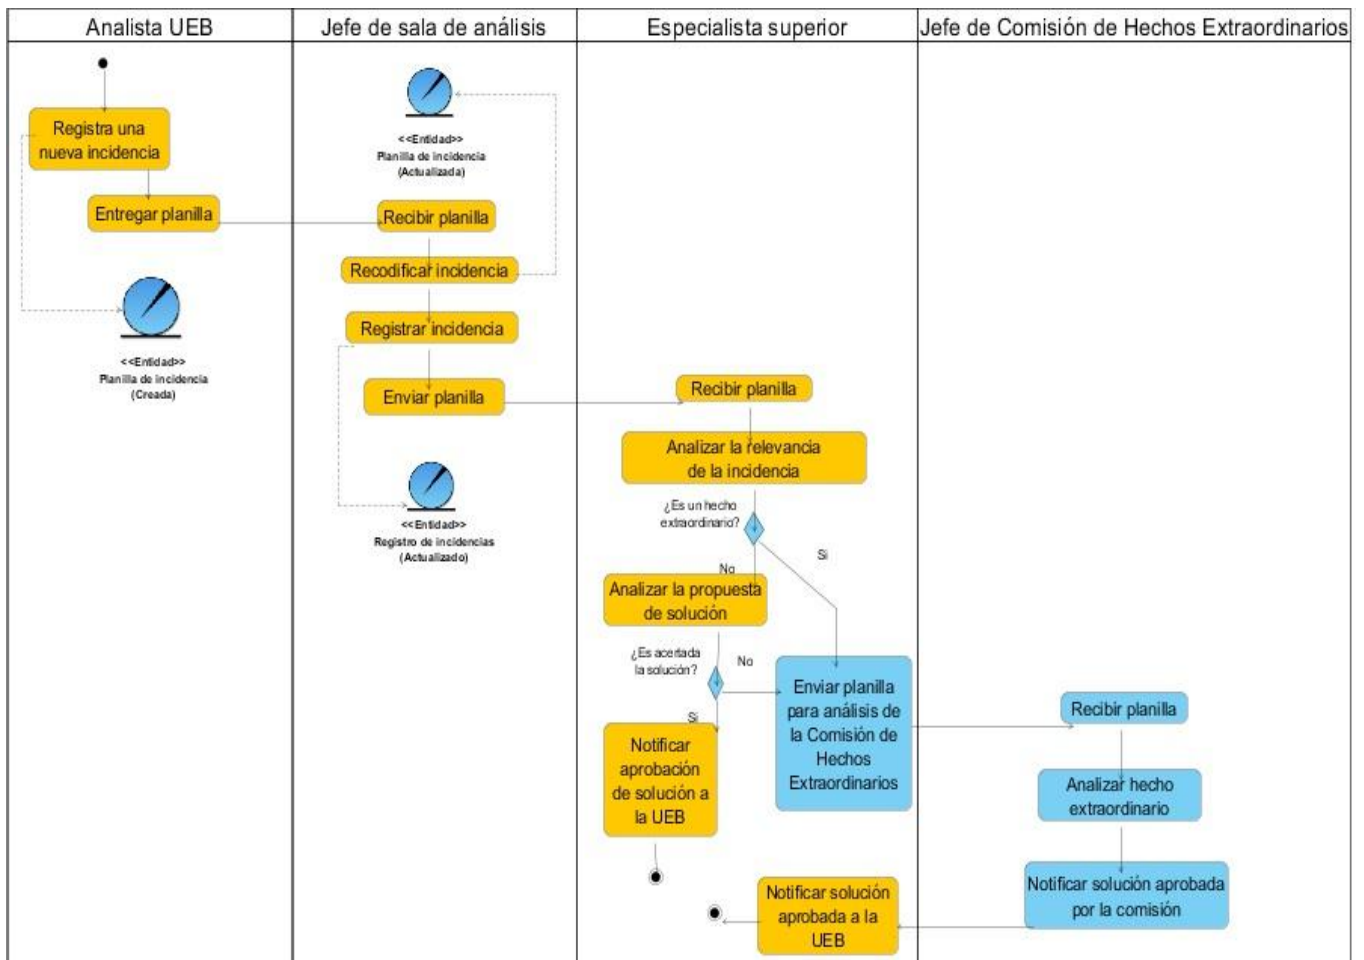 Analista UEB
Jefe de sala de análisis
Especialista superior
Jefe de Comisión de Hechos Extraordinarios
Registra una
nueva incidencia
Entregar planilla
<<Entidad>>
Planilla de incidencia
(Creada)
<<Entidad>>
Planilla de incidencia
(Actualizada)
Recibir planilla
Recodificar incidencia
Registrar incidencia
Enviar planilla
<<Entidad>>
Registro de incidencias
(Actualizado)
Recibir planilla
Analizar la relevancia
de la incidencia
¿Es un hecho
extraordinario?
Si
No
Analizar la propuesta
de solución
¿Es acertada
la solución?
No
Si
Notificar
aprobación
de solución a
la UEB
Enviar planilla
para análisis de
la Comisión de
Hechos
Extraordinarios
Recibir planilla
Analizar hecho
extraordinario
Notificar solución aprobada
por la comisión
Notificar solución
aprobada a la
UEB